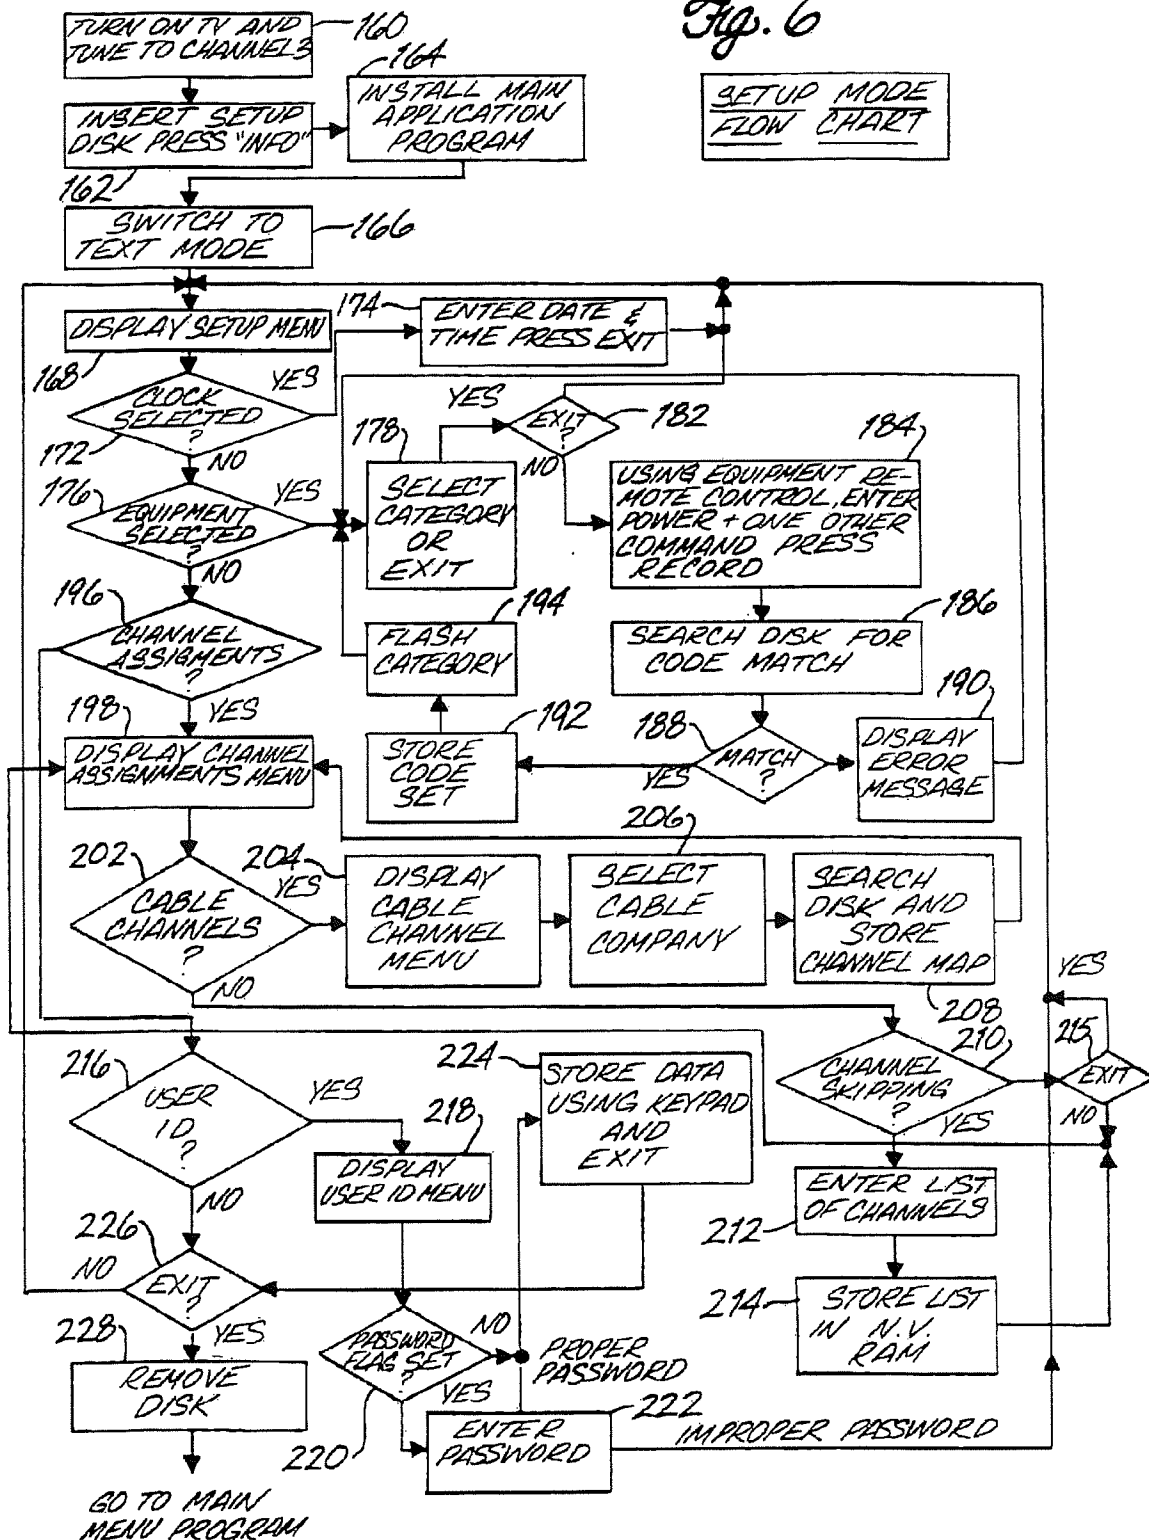 Fig. 6
SETUP MODE
FLOW CHART
TURN ON TV AND
TUNE TO CHANNEL 3
160
164
INSERT SETUP
DISK PRESS "INFO"
162
INSTALL MAIN
APPLICATION
PROGRAM
SWITCH TO
TEXT MODE
166
174
ENTER DATE &
TIME PRESS EXIT
DISPLAY SETUP MENU
168
YES
CLOCK
SELECTED
?
172
NO
YES
EXIT
?
182
NO
178
184
176
EQUIPMENT
SELECTED
?
YES
NO
SELECT
CATEGORY
OR
EXIT
USING EQUIPMENT RE-
MOTE CONTROL, ENTER
POWER + ONE OTHER
COMMAND PRESS
RECORD
196
CHANNEL
ASSIGMENTS
?
YES
194
FLASH
CATEGORY
186
SEARCH DISK FOR
CODE MATCH
198
DISPLAY CHANNEL
ASSIGNMENTS MENU
192
STORE
CODE
SET
188
MATCH
?
YES
190
DISPLAY
ERROR
MESSAGE
202
CABLE
CHANNELS
?
YES
NO
204
DISPLAY
CABLE
CHANNEL
MENU
206
SELECT
CABLE
COMPANY
SEARCH
DISK AND
STORE
CHANNEL MAP
208
YES
210
215
CHANNEL
SKIPPING
?
YES
EXIT
NO
216
USER
ID
?
YES
NO
218
DISPLAY
USER ID MENU
224
STORE DATA
USING KEYPAD
AND
EXIT
ENTER LIST
OF CHANNELS
212
226
NO
EXIT
?
YES
214
STORE LIST
IN N.V.
RAM
228
REMOVE
DISK
PASSWORD
FLAG SET
?
NO
YES
220
PROPER
PASSWORD
222
ENTER
PASSWORD
IMPROPER PASSWORD
GO TO MAIN
MENU PROGRAM